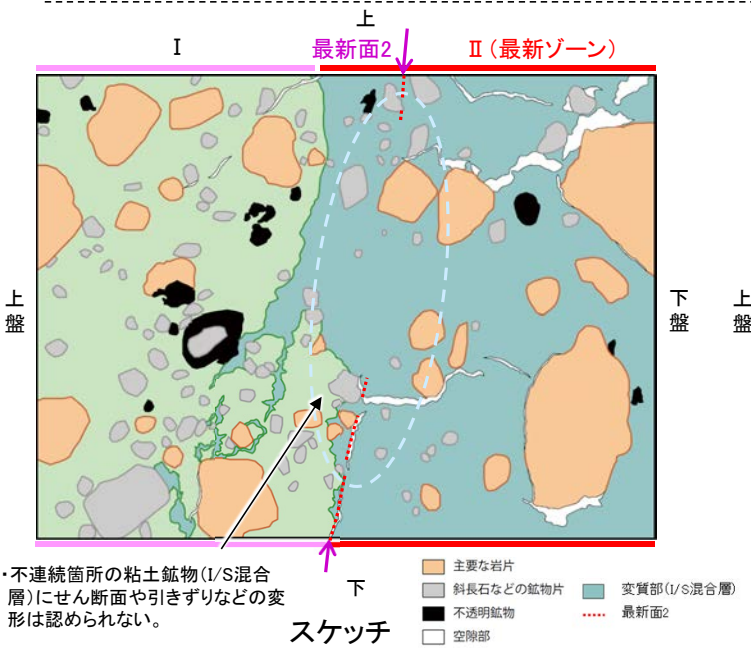 上
Ⅰ
最新面2
Ⅱ(最新ゾーン)
上盤
下盤
上盤
・不連続箇所の粘土鉱物(I/S混合
層)にせん断面や引きずりなどの変
形は認められない。
下
スケッチ
主要な岩片
斜長石などの鉱物片
不透明鉱物
空隙部
変質部(I/S混合層)
最新面2